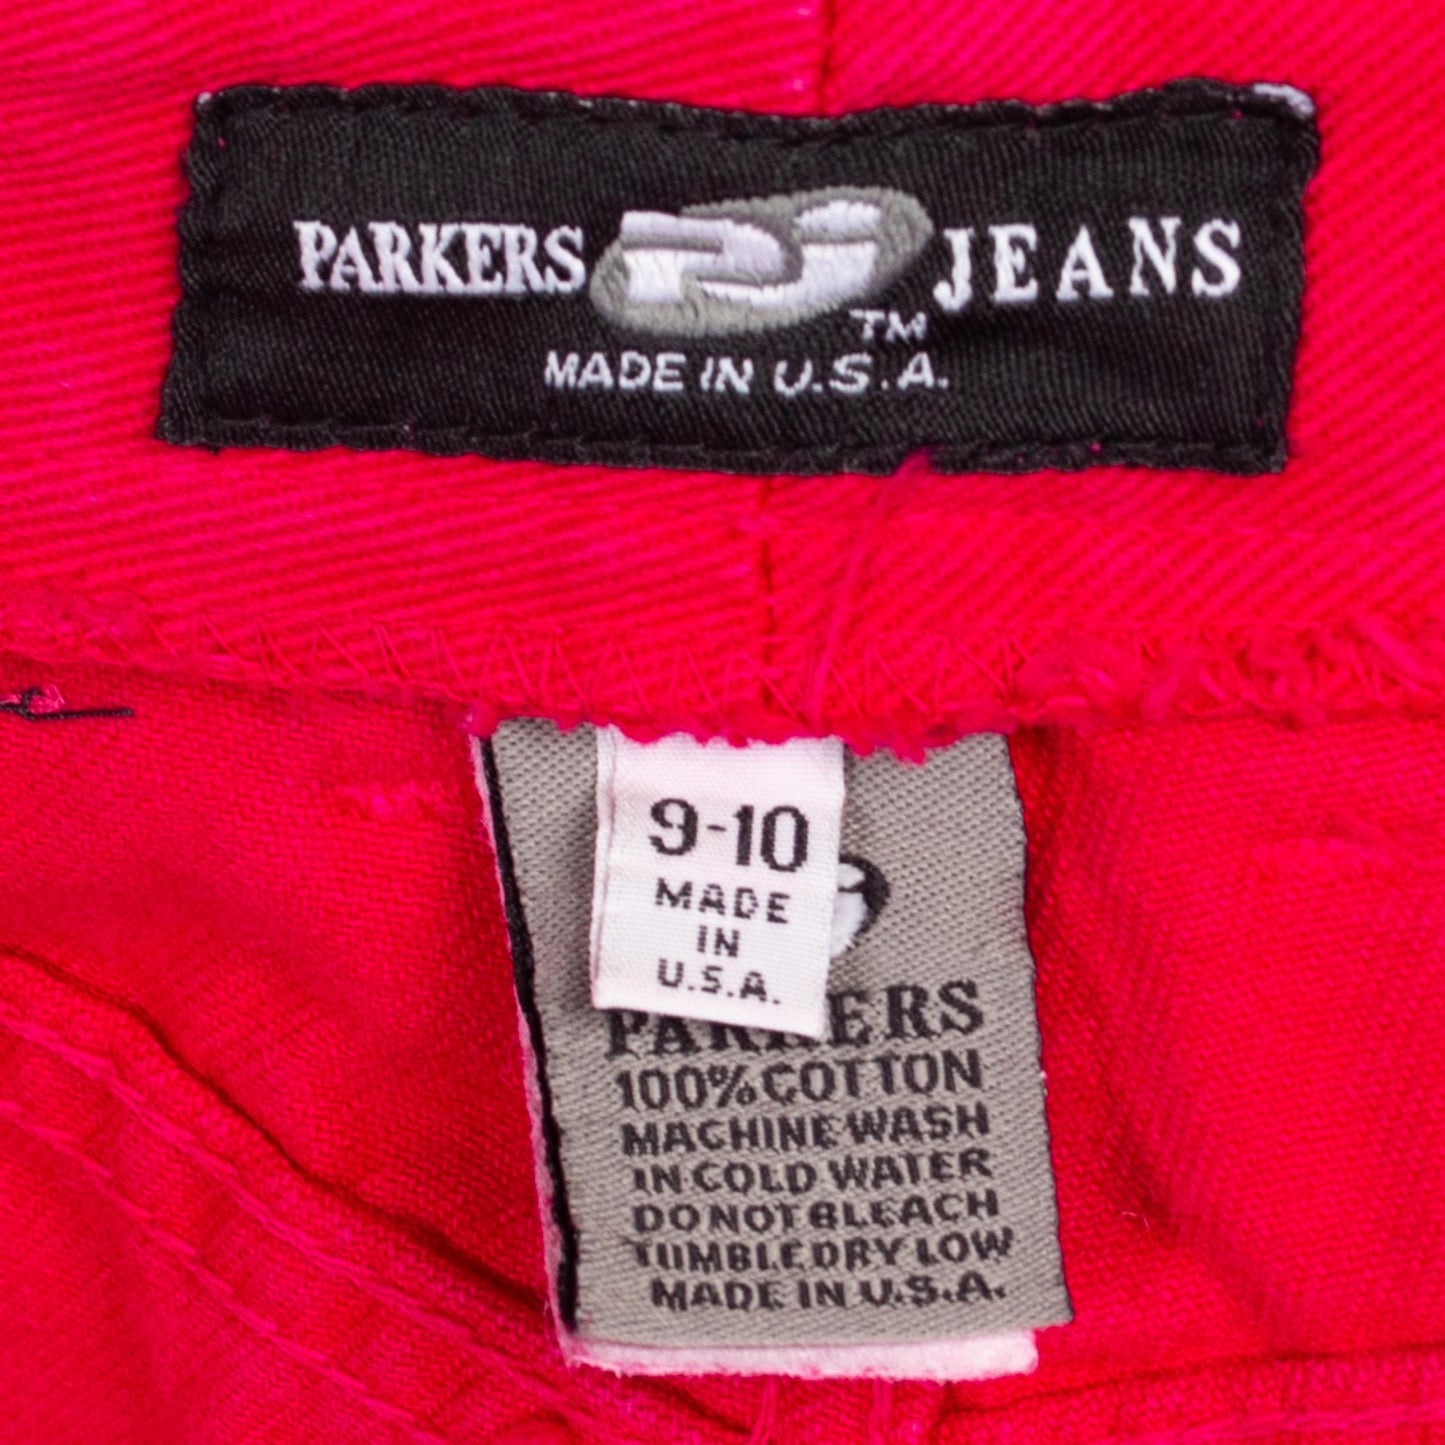 PARKERS PJ JEANS
TM
MADE IN U.S.A.
9-10
MADE
IN
U.S.A.
PARKERS
100% COTTON
MACHINE WASH
IN COLD WATER
DO NOT BLEACH
TUMBLE DRY LOW
MADE IN U.S.A.